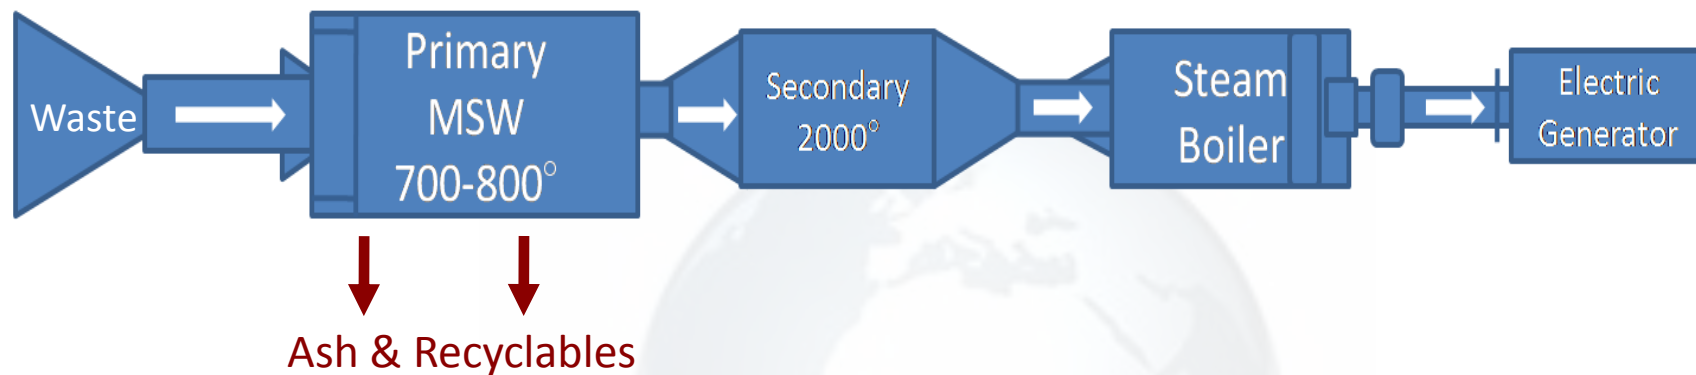 Waste
Primary
MSW
700-800°
Secondary
2000°
Steam
Boiler
Electric
Generator
Ash & Recyclables